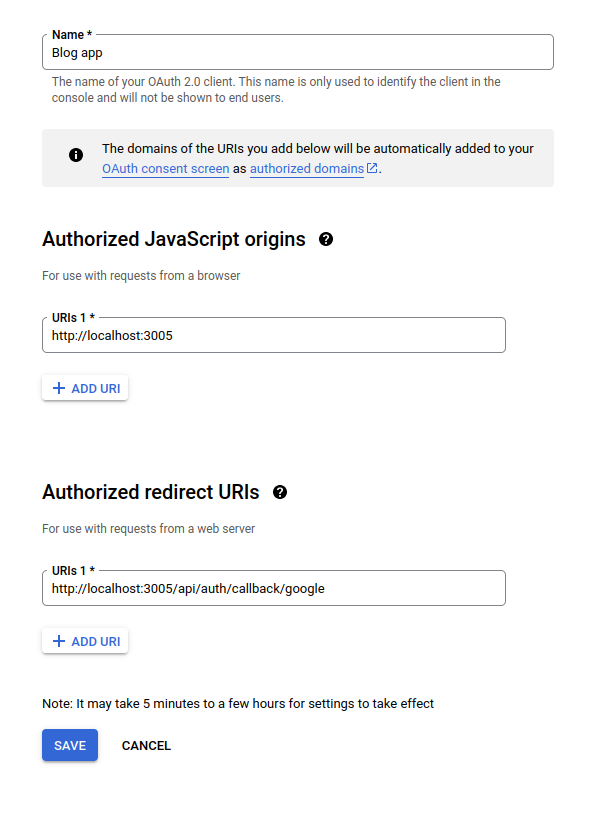 Name *
Blog app
The name of your OAuth 2.0 client. This name is only used to identify the client in the
console and will not be shown to end users.
The domains of the URIs you add below will be automatically added to your
OAuth consent screen as authorized domains.
Authorized JavaScript origins
For use with requests from a browser
URIs 1 *
http://localhost:3005
ADD URI
Authorized redirect URIs
For use with requests from a web server
URIs 1 *
http://localhost:3005/api/auth/callback/google
ADD URI
Note: It may take 5 minutes to a few hours for settings to take effect
SAVE CANCEL